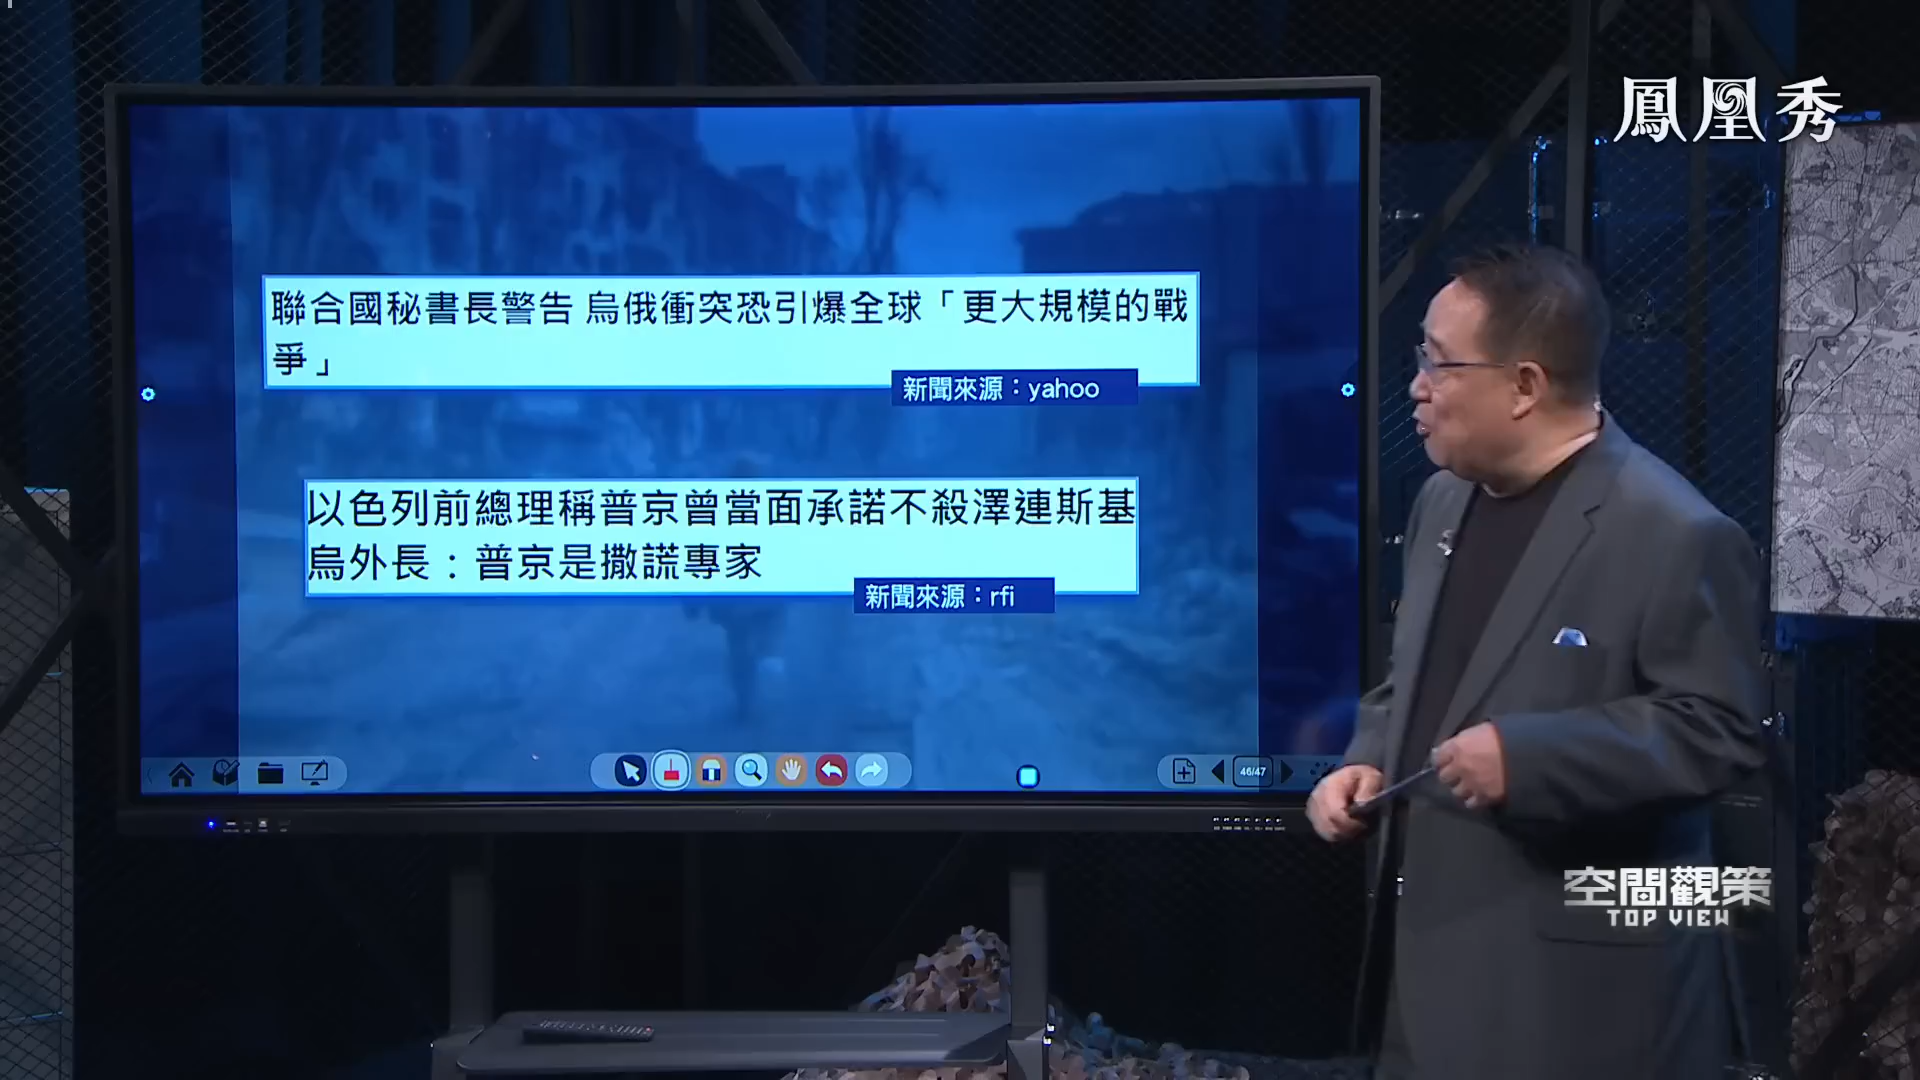 鳳凰秀
聯合國秘書長警告 烏俄衝突恐引爆全球「更大規模的戰
爭」
新聞來源：yahoo
以色列前總理稱普京曾當面承諾不殺澤連斯基
烏外長：普京是撒謊專家
新聞來源：rfi
46/47
空間觀策
TOP VIEW